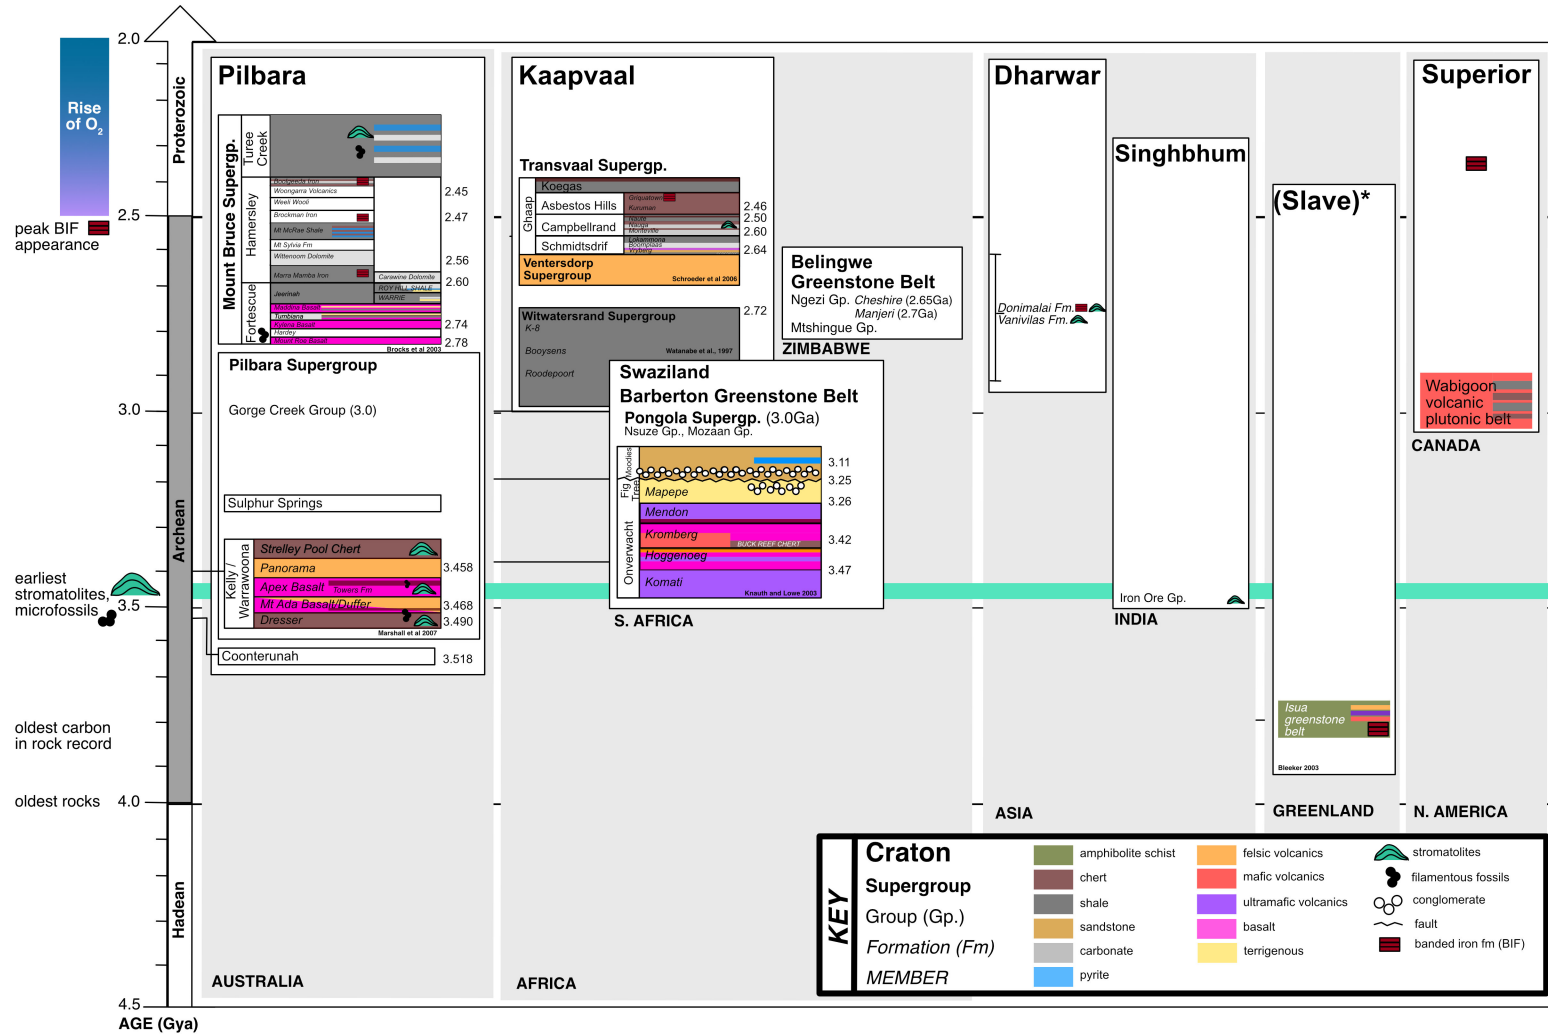 2.0
2.5
3.0
3.5
4.0
4.5
AGE (Gya)
Proterozoic
Archean
Hadean
Rise
of O2
peak BIF
appearance
earliest
stromatolites,
microfossils
oldest carbon
in rock record
oldest rocks
Pilbara
Mount Bruce Supergp.
Turee
Creek
Hamersley
Fortescue
Boolgeeda Iron
Woongarra Volcanics
Weeli Wooli
Brockman Iron
Mt McRae Shale
Mt Sylvia Fm
Wittenoom Dolomite
Marra Mamba Iron
Carawine Dolomite
Jeerinah
ROY HILL SHALE
WARRIE
Maddina Basalt
Tumbiana
Kylena Basalt
Hardey
Mount Roe Basalt
2.45
2.47
2.56
2.60
2.74
2.78
Brocks et al 2003
Pilbara Supergroup
Gorge Creek Group (3.0)
Sulphur Springs
Kelly /
Warrawoona
Strelley Pool Chert
Panorama
Apex Basalt
Towers Fm
Mt Ada Basalt/Duffer
Dresser
3.458
3.468
3.490
Marshall et al 2007
Coonterunah
3.518
AUSTRALIA
Kaapvaal
Transvaal Supergp.
Ghaap
Koegas
Asbestos Hills
Griquatown
Kuruman
Campbellrand
Naute
Nauga
Monteville
Schmidtsdrif
Lokammona
Boomplaas
Vryberg
2.46
2.50
2.60
2.64
Ventersdorp
Supergroup
Schroeder et al 2006
2.72
Witwatersrand Supergroup
K-8
Booysens
Watanabe et al., 1997
Roodepoort
Belingwe
Greenstone Belt
Ngezi Gp. Cheshire (2.65Ga)
Manjeri (2.7Ga)
Mtshingue Gp.
ZIMBABWE
Swaziland
Barberton Greenstone Belt
Pongola Supergp. (3.0Ga)
Nsuze Gp., Mozaan Gp.
Moodies
Fig
Tree
Onverwacht
Mapepe
Mendon
Kromberg
BUCK REEF CHERT
Hoggenoeg
Komati
3.11
3.25
3.26
3.42
3.47
Knauth and Lowe 2003
S. AFRICA
AFRICA
Dharwar
Donimalai Fm.
Vanivilas Fm.
Singhbhum
Iron Ore Gp.
INDIA
ASIA
(Slave)*
Isua
greenstone
belt
Bleeker 2003
GREENLAND
Superior
Wabigoon
volcanic
plutonic belt
CANADA
N. AMERICA
KEY
Craton
Supergroup
Group (Gp.)
Formation (Fm)
MEMBER
amphibolite schist
chert
shale
sandstone
carbonate
pyrite
felsic volcanics
mafic volcanics
ultramafic volcanics
basalt
terrigenous
stromatolites
filamentous fossils
conglomerate
fault
banded iron fm (BIF)